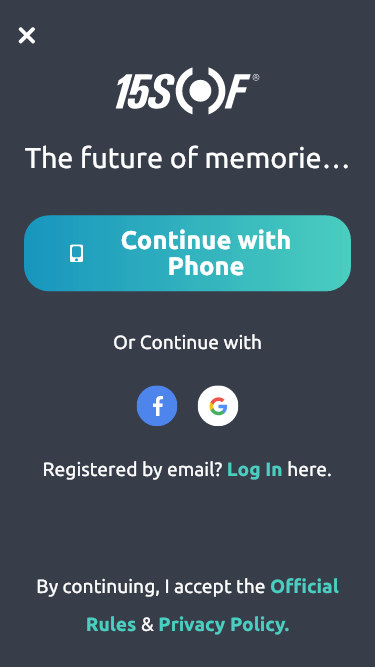 15SOF®
The future of memorie...
Continue with
Phone
Or Continue with
Registered by email? Log In here.
By continuing, I accept the Official
Rules & Privacy Policy.